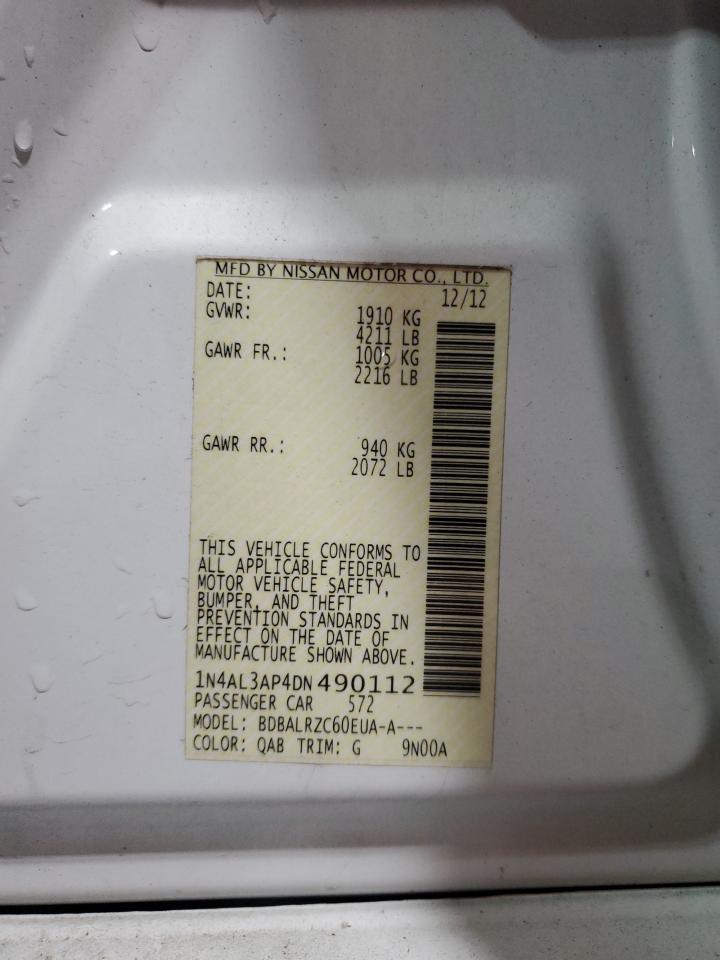 MFD BY NISSAN MOTOR CO., LTD.
DATE: 12/12
GVWR: 1910 KG
4211 LB
GAWR FR.: 1005 KG
2216 LB
GAWR RR.: 940 KG
2072 LB
THIS VEHICLE CONFORMS TO
ALL APPLICABLE FEDERAL
MOTOR VEHICLE SAFETY,
BUMPER, AND THEFT
PREVENTION STANDARDS IN
EFFECT ON THE DATE OF
MANUFACTURE SHOWN ABOVE.
1N4AL3AP4DN490112
PASSENGER CAR 572
MODEL: BDBALRZC60EUA-A---
COLOR: QAB TRIM: G 9N00A